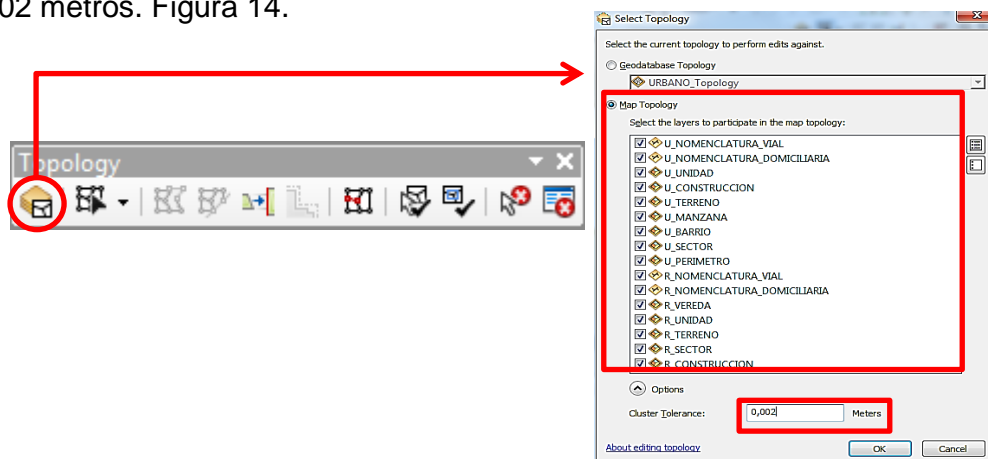 02 metros. Figura 14.
Select Topology
Select the current topology to perform edits against.
Geodatabase Topology
URBANO_Topology
Map Topology
Select the layers to participate in the map topology:
U_NOMENCLATURA_VIAL
U_NOMENCLATURA_DOMICILIARIA
U_UNIDAD
U_CONSTRUCCION
U_TERRENO
U_MANZANA
U_BARRIO
U_SECTOR
U_PERIMETRO
R_NOMENCLATURA_VIAL
R_NOMENCLATURA_DOMICILIARIA
R_VEREDA
R_UNIDAD
R_TERRENO
R_SECTOR
R_CONSTRUCCION
Options
Cluster Tolerance: 0,002 Meters
About editing topology OK Cancel
Topology